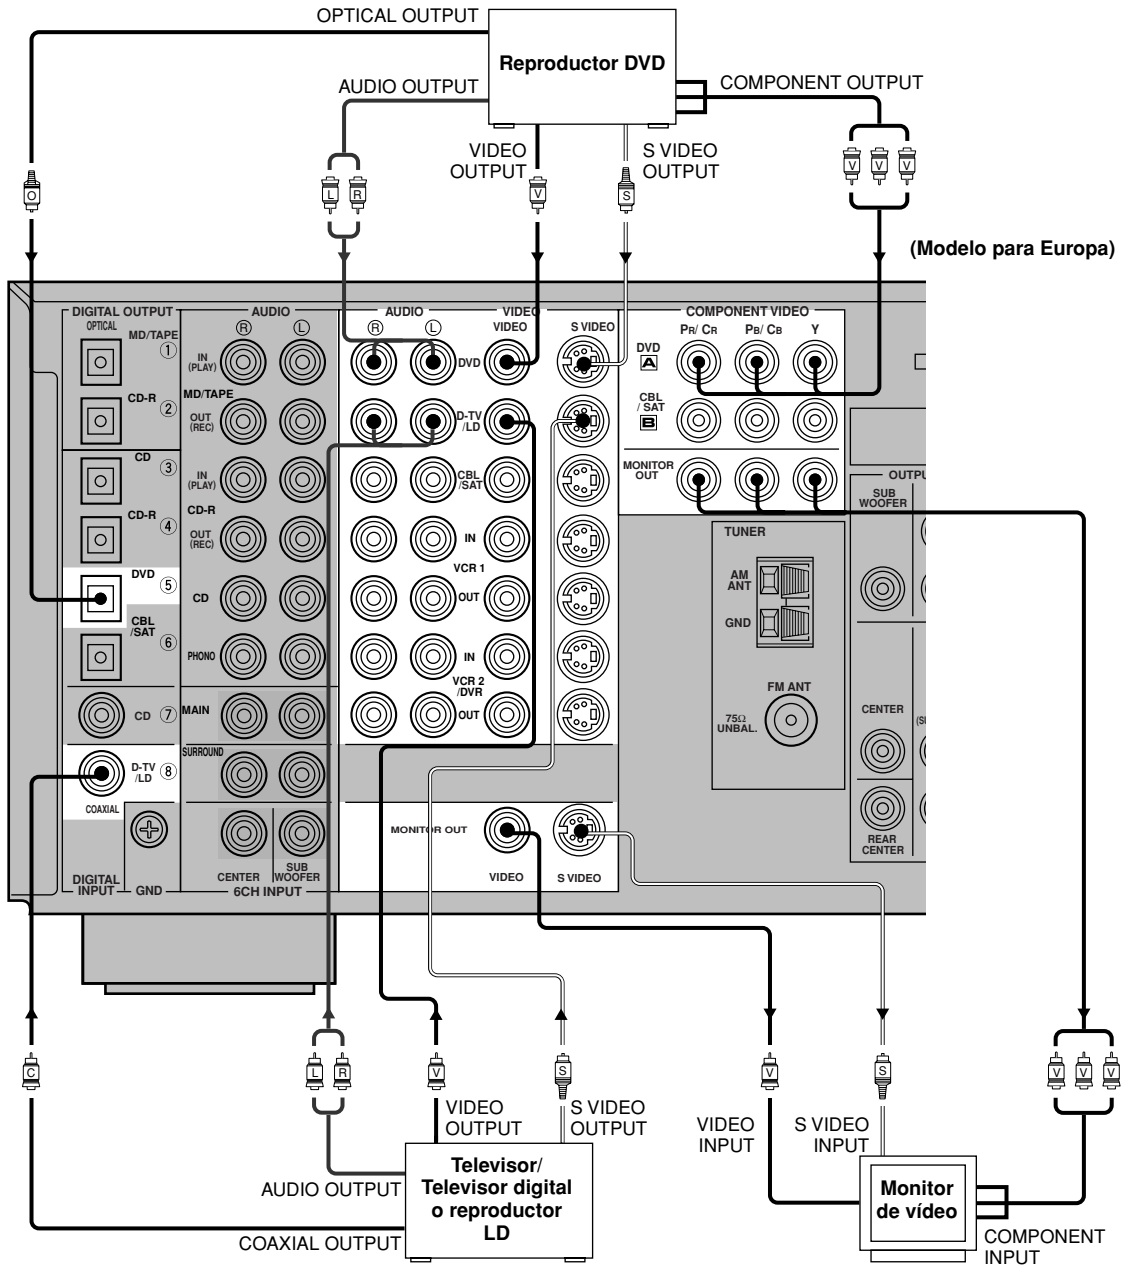 OPTICAL OUTPUT
Reproductor DVD
AUDIO OUTPUT
COMPONENT OUTPUT
VIDEO
OUTPUT
S VIDEO
OUTPUT
O
L
R
V
S
V
V
V
(Modelo para Europa)
DIGITAL OUTPUT
OPTICAL
MD/TAPE
①
CD-R
②
CD
③
CD-R
④
DVD
⑤
CBL
/SAT
⑥
CD
⑦
D-TV
/LD
⑧
COAXIAL
DIGITAL
INPUT
GND
AUDIO
R
L
IN
(PLAY)
MD/TAPE
OUT
(REC)
IN
(PLAY)
CD-R
OUT
(REC)
CD
PHONO
MAIN
SURROUND
CENTER
SUB
WOOFER
6CH INPUT
AUDIO
R
L
VIDEO
VIDEO
S VIDEO
DVD
D-TV
/LD
CBL
/SAT
IN
VCR 1
OUT
IN
VCR 2
/DVR
OUT
MONITOR OUT
VIDEO
S VIDEO
COMPONENT VIDEO
PR/ CR
PB/ CB
Y
DVD
A
CBL
/ SAT
B
MONITOR
OUT
TUNER
AM
ANT
GND
FM ANT
75Ω
UNBAL.
OUTPU
SUB
WOOFER
CENTER
(SU
REAR
CENTER
C
L
R
V
S
V
S
V
V
V
VIDEO
OUTPUT
S VIDEO
OUTPUT
VIDEO
INPUT
S VIDEO
INPUT
AUDIO OUTPUT
COAXIAL OUTPUT
Televisor/
Televisor digital
o reproductor
LD
Monitor
de vídeo
COMPONENT
INPUT